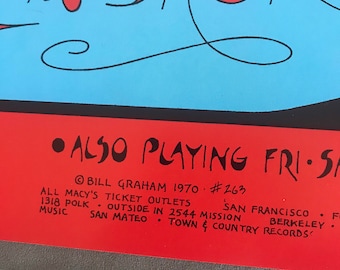 •ALSO PLAYING FRI•SA
© BILL GRAHAM 1970 • #263
ALL MACY'S TICKET OUTLETS SAN FRANCISCO • F
1318 POLK • OUTSIDE IN 2544 MISSION BERKELEY •
MUSIC SAN MATEO • TOWN & COUNTRY RECORDS